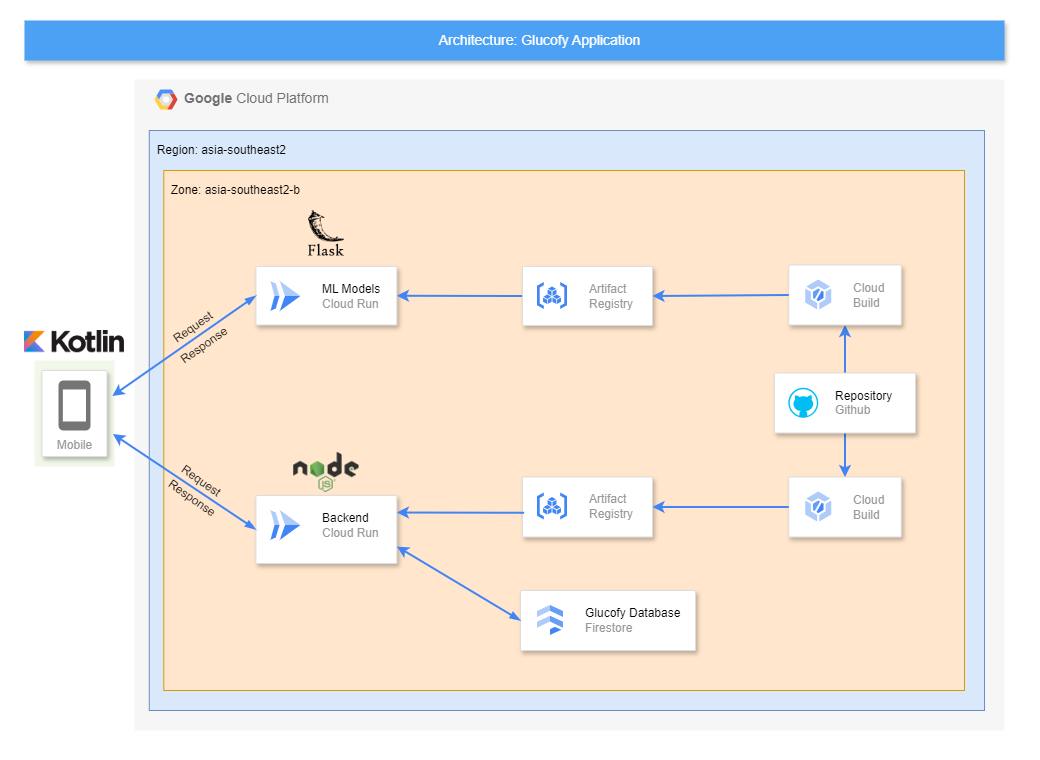 Architecture: Glucofy Application
Google Cloud Platform
Region: asia-southeast2
Zone: asia-southeast2-b
Flask
ML Models
Cloud Run
Artifact
Registry
Cloud
Build
Request
Response
Kotlin
Mobile
Repository
Github
node
JS
Request
Response
Backend
Cloud Run
Artifact
Registry
Cloud
Build
Glucofy Database
Firestore